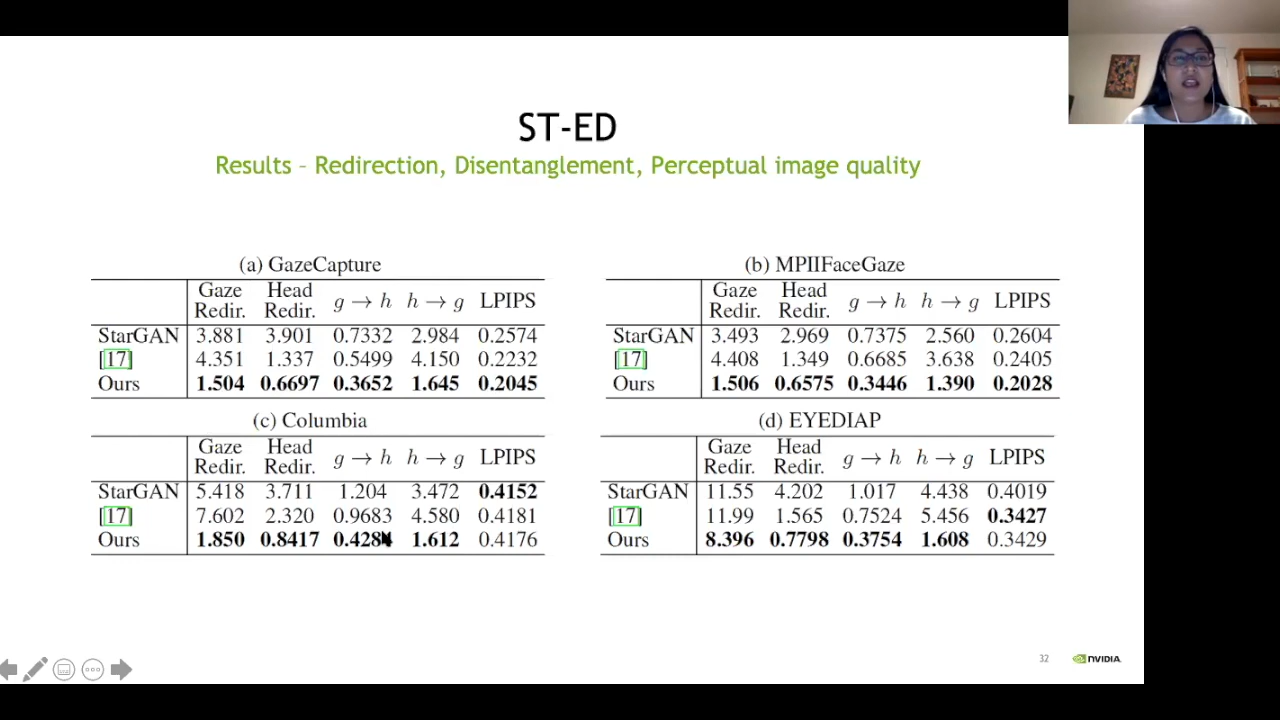 ST-ED
Results – Redirection, Disentanglement, Perceptual image quality
(a) GazeCapture
Gaze Redir. Head Redir. g → h h → g LPIPS
StarGAN 3.881 3.901 0.7332 2.984 0.2574
[17] 4.351 1.337 0.5499 4.150 0.2232
Ours 1.504 0.6697 0.3652 1.645 0.2045
(b) MPIIFaceGaze
Gaze Redir. Head Redir. g → h h → g LPIPS
StarGAN 3.493 2.969 0.7375 2.560 0.2604
[17] 4.408 1.349 0.6685 3.638 0.2405
Ours 1.506 0.6575 0.3446 1.390 0.2028
(c) Columbia
Gaze Redir. Head Redir. g → h h → g LPIPS
StarGAN 5.418 3.711 1.204 3.472 0.4152
[17] 7.602 2.320 0.9683 4.580 0.4181
Ours 1.850 0.8417 1.612 0.4176
(d) EYEDIAP
Gaze Redir. Head Redir. g → h h → g LPIPS
StarGAN 11.55 4.202 1.017 4.438 0.4019
[17] 11.99 1.565 0.7524 5.456 0.3427
Ours 8.396 0.7798 0.3754 1.608 0.3429
32
NVIDIA.